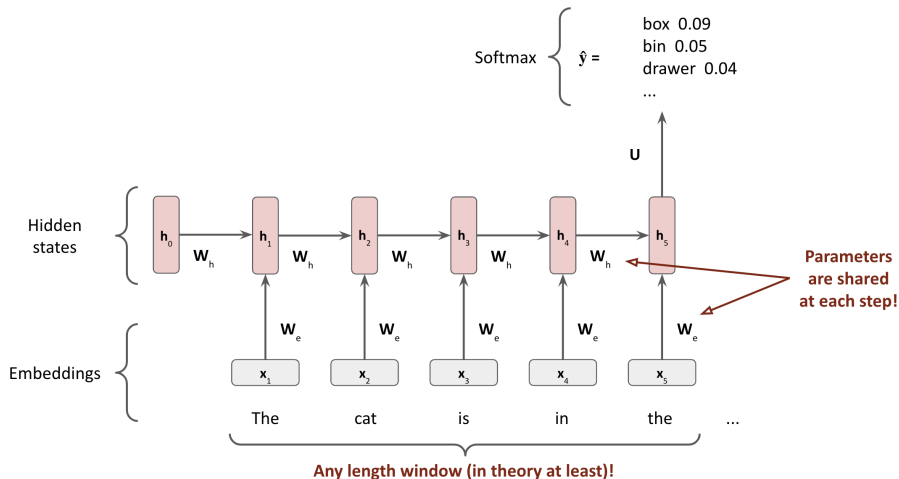 box 0.09
bin 0.05
Softmax ŷ = drawer 0.04
...
U
Hidden
states
h₀ h₁ h₂ h₃ h₄ h₅
Wₕ Wₕ Wₕ Wₕ Wₕ
Parameters
are shared
at each step!
Wₑ Wₑ Wₑ Wₑ Wₑ
Embeddings
x₁ x₂ x₃ x₄ x₅
The cat is in the ...
Any length window (in theory at least)!